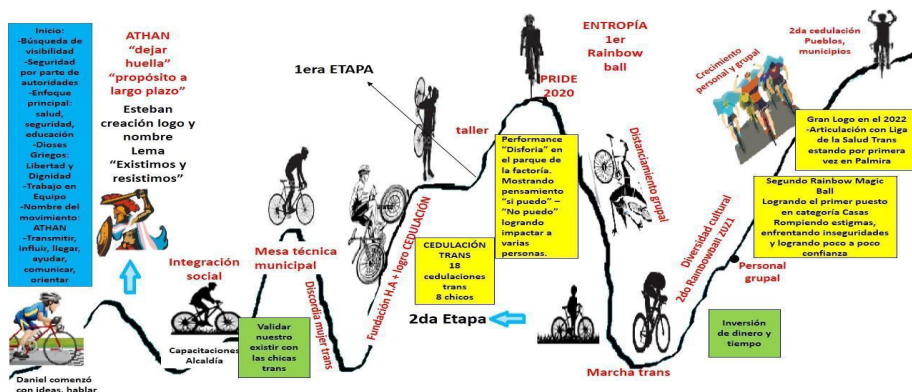 Inicio:
-Búsqueda de
visibilidad
-Seguridad
por parte de
autoridades
-Enfoque
principal:
salud,
seguridad,
educación
-Dioses
Griegos:
Libertad y
Dignidad
-Trabajo en
Equipo
-Nombre del
movimiento:
ATHAN
-Transmitir,
influir, llegar,
ayudar,
comunicar,
orientar
Daniel comenzó
con ideas, hablar
ATHAN
"dejar
huella"
"propósito a
largo plazo"
Esteban
creación logo y
nombre
Lema
"Existimos y
resistimos"
Integración
social
Capacitaciones
Alcaldía
Mesa técnica
municipal
Validar
nuestro
existir con
las chicas
trans
Discordia mujer trans
1era ETAPA
Fundación H.A + logro CEDULACIÓN
CEDULACIÓN
TRANS
18
cedulaciones
trans
8 chicos
2da Etapa
taller
PRIDE
2020
ENTROPÍA
1er
Rainbow
ball
Performance
"Disforia" en
el parque de
la factoría.
Mostrando
pensamiento
"si puedo" –
"No puedo"
logrando
impactar a
varias
personas.
Distanciamiento grupal
Marcha trans
Diversidad cultural
2do Rainbowball 2021
Personal
grupal
Inversión
de dinero y
tiempo
Segundo Rainbow Magic
Ball
Logrando el primer puesto
en categoría Casas
Rompiendo estigmas,
enfrentando inseguridades
y logrando poco a poco
confianza
Crecimiento
personal y grupal
2da cedulación
Pueblos,
municipios
Gran Logo en el 2022
-Articulación con Liga
de la Salud Trans
estando por primera
vez en Palmira